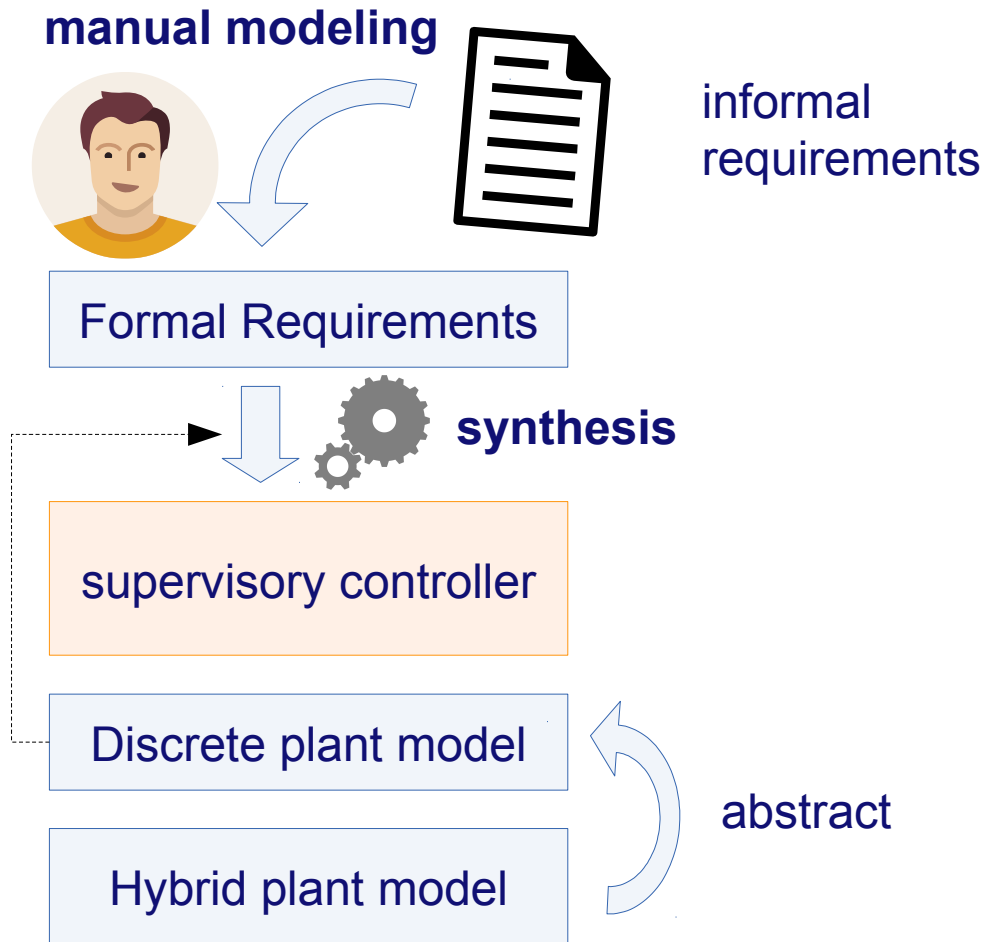 manual modeling
informal
requirements
Formal Requirements
synthesis
supervisory controller
Discrete plant model
abstract
Hybrid plant model